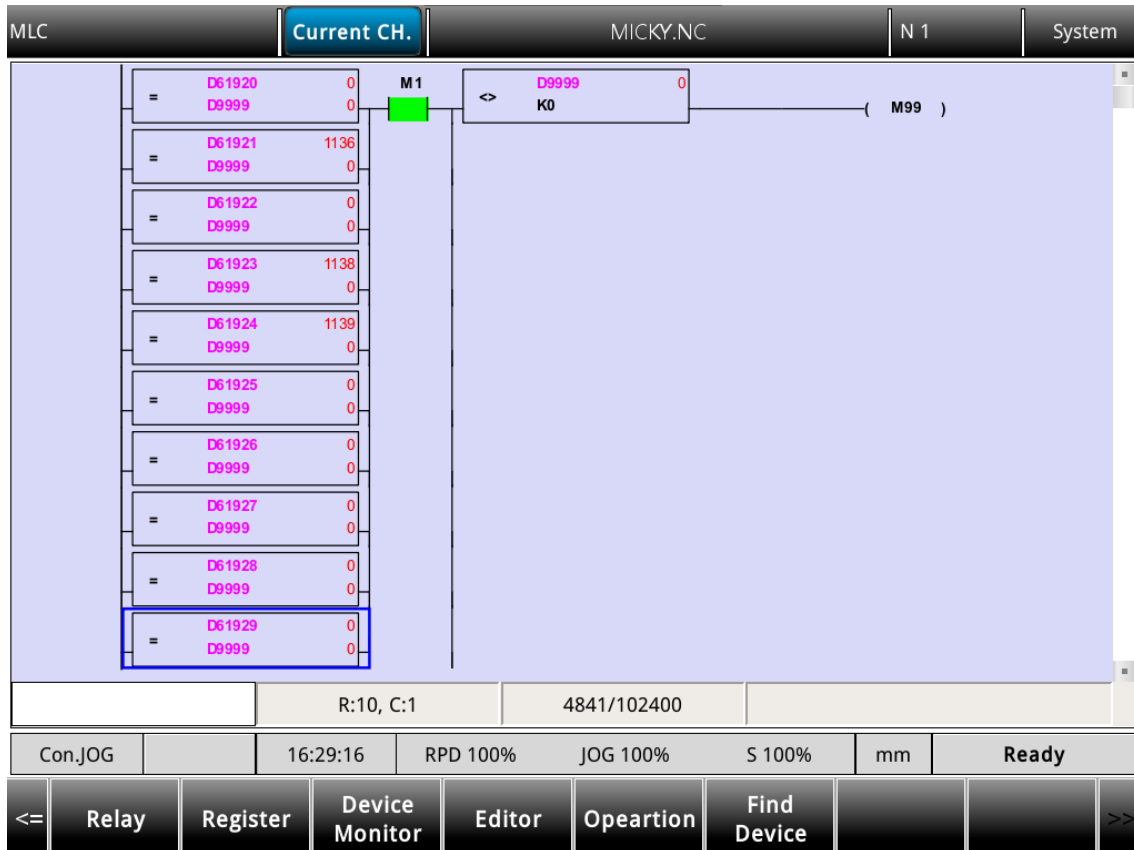 MLC Current CH. MICKY.NC N 1 System
D61920 0 M1 D9999 0
= D9999 0 <> K0 ( M99 )
D61921 1136
= D9999 0
D61922 0
= D9999 0
D61923 1138
= D9999 0
D61924 1139
= D9999 0
D61925 0
= D9999 0
D61926 0
= D9999 0
D61927 0
= D9999 0
D61928 0
= D9999 0
D61929 0
= D9999 0
R:10, C:1 4841/102400
Con.JOG 16:29:16 RPD 100% JOG 100% S 100% mm Ready
<= Relay Register Device Monitor Editor Opeartion Find Device >>